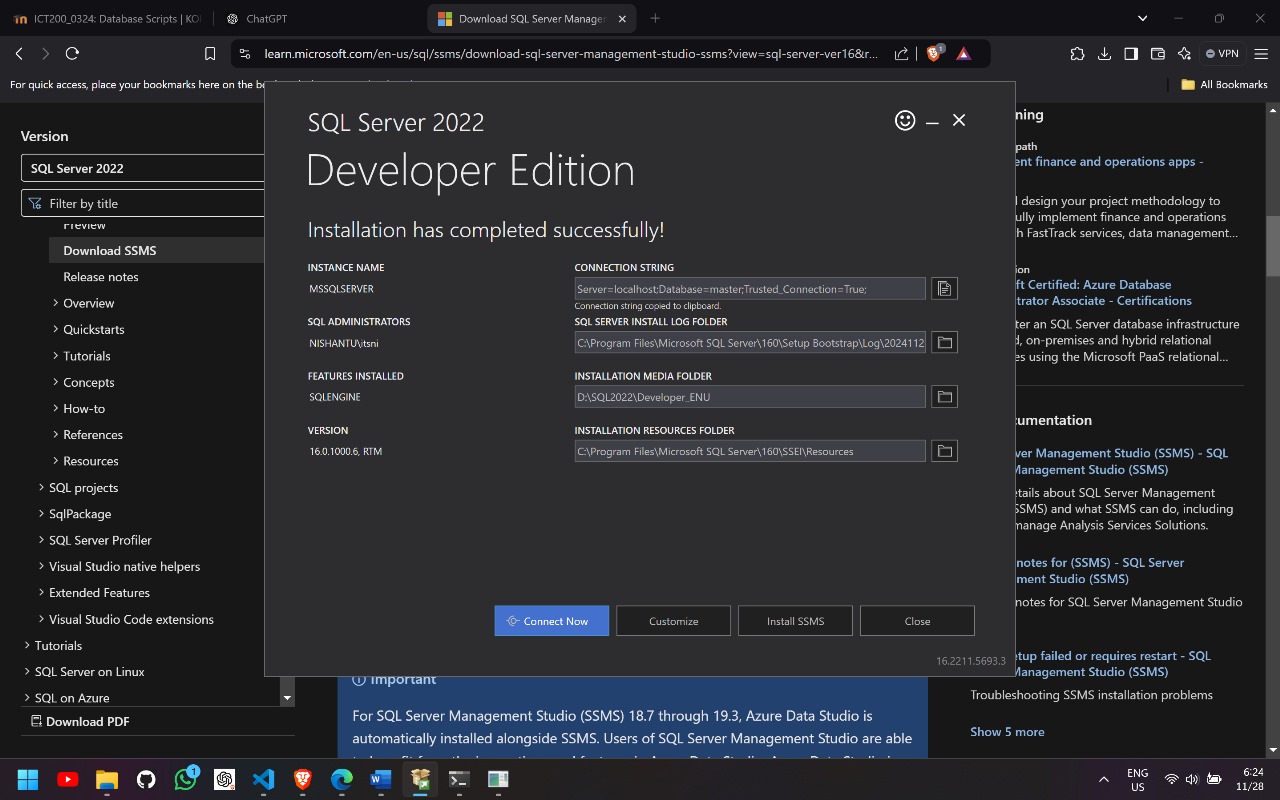 ICT200_0324: Database Scripts | KOI
ChatGPT
Download SQL Server Manage
learn.microsoft.com/en-us/sql/ssms/download-sql-server-management-studio-ssms?view=sql-server-ver16&r...
1
VPN
For quick access, place your bookmarks here on the
All Bookmarks
Version
SQL Server 2022
Filter by title
Preview
Download SSMS
Release notes
Overview
Quickstarts
Tutorials
Concepts
How-to
References
Resources
SQL projects
SqlPackage
SQL Server Profiler
Visual Studio native helpers
Extended Features
Visual Studio Code extensions
Tutorials
SQL Server on Linux
SQL on Azure
Download PDF
SQL Server 2022
Developer Edition
Installation has completed successfully!
INSTANCE NAME
MSSQLSERVER
SQL ADMINISTRATORS
NISHANTU\itsni
FEATURES INSTALLED
SQLENGINE
VERSION
16.0.1000.6, RTM
CONNECTION STRING
Server=localhost;Database=master;Trusted_Connection=True;
Connection string copied to clipboard.
SQL SERVER INSTALL LOG FOLDER
C:\Program Files\Microsoft SQL Server\160\Setup Bootstrap\Log\2024112
INSTALLATION MEDIA FOLDER
D:\SQL2022\Developer_ENU
INSTALLATION RESOURCES FOLDER
C:\Program Files\Microsoft SQL Server\160\SSEI\Resources
Connect Now
Customize
Install SSMS
Close
16.2211.5693.3
Important
For SQL Server Management Studio (SSMS) 18.7 through 19.3, Azure Data Studio is
automatically installed alongside SSMS. Users of SQL Server Management Studio are able
ning
path
ent finance and operations apps -
design your project methodology to
ully implement finance and operations
h FastTrack services, data management...
ion
ft Certified: Azure Database
strator Associate - Certifications
ter an SQL Server database infrastructure
d, on-premises and hybrid relational
es using the Microsoft PaaS relational...
cumentation
ver Management Studio (SSMS) - SQL
Management Studio (SSMS)
etails about SQL Server Management
SSMS) and what SSMS can do, including
manage Analysis Services Solutions.
notes for (SSMS) - SQL Server
ment Studio (SSMS)
notes for SQL Server Management Studio
etup failed or requires restart - SQL
Management Studio (SSMS)
Troubleshooting SSMS installation problems
Show 5 more
1
ENG
US
6:24
11/28